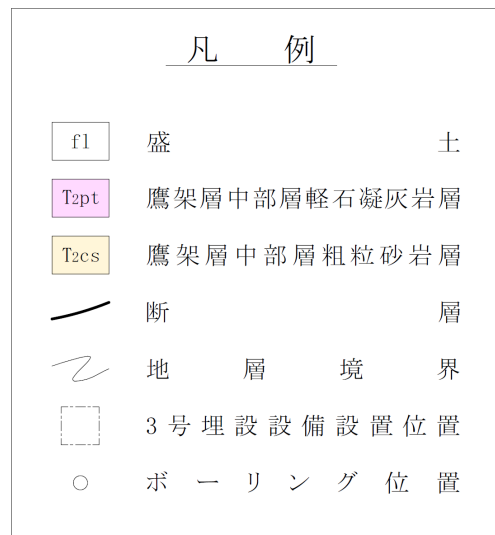 凡例
fl 盛土
T2pt 鷹架層中部層軽石凝灰岩層
T2cs 鷹架層中部層粗粒砂岩層
断層
地層境界
3号埋設設備設置位置
ボーリング位置